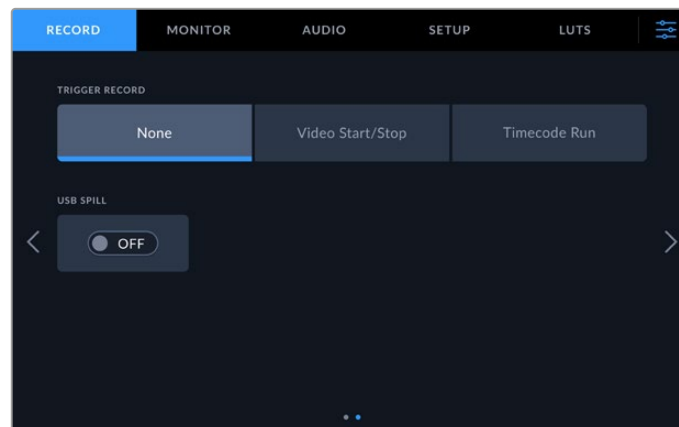 RECORD MONITOR AUDIO SETUP LUTS
TRIGGER RECORD
None Video Start/Stop Timecode Run
USB SPILL
OFF